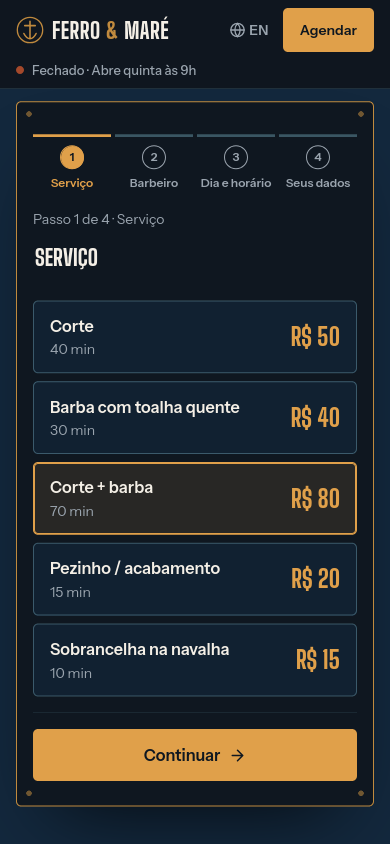 FERRO & MARÉ
EN
Agendar
Fechado · Abre quinta às 9h
1
2
3
4
Serviço
Barbeiro
Dia e horário
Seus dados
Passo 1 de 4 · Serviço
SERVIÇO
Corte
40 min
R$ 50
Barba com toalha quente
30 min
R$ 40
Corte + barba
70 min
R$ 80
Pezinho / acabamento
15 min
R$ 20
Sobrancelha na navalha
10 min
R$ 15
Continuar →